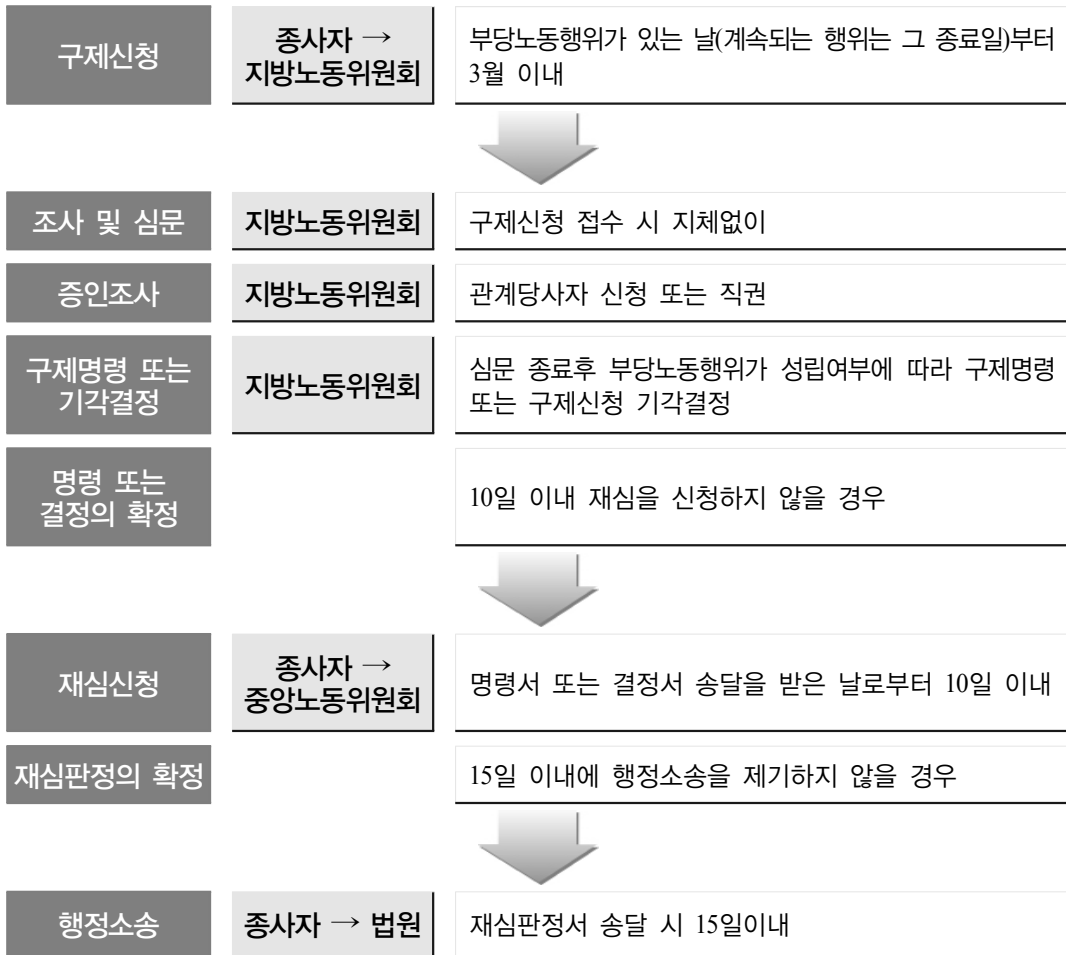 구제신청
종사자 →
지방노동위원회
부당노동행위가 있는 날(계속되는 행위는 그 종료일)부터
3월 이내
조사 및 심문
지방노동위원회
구제신청 접수 시 지체없이
증인조사
지방노동위원회
관계당사자 신청 또는 직권
구제명령 또는
기각결정
지방노동위원회
심문 종료후 부당노동행위가 성립여부에 따라 구제명령
또는 구제신청 기각결정
명령 또는
결정의 확정
10일 이내 재심을 신청하지 않을 경우
재심신청
종사자 →
중앙노동위원회
명령서 또는 결정서 송달을 받은 날로부터 10일 이내
재심판정의 확정
15일 이내에 행정소송을 제기하지 않을 경우
행정소송
종사자 → 법원
재심판정서 송달 시 15일이내